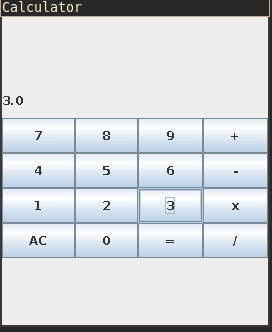 Calculator
3.0
7 8 9 +
4 5 6 -
1 2 3 x
AC 0 = /